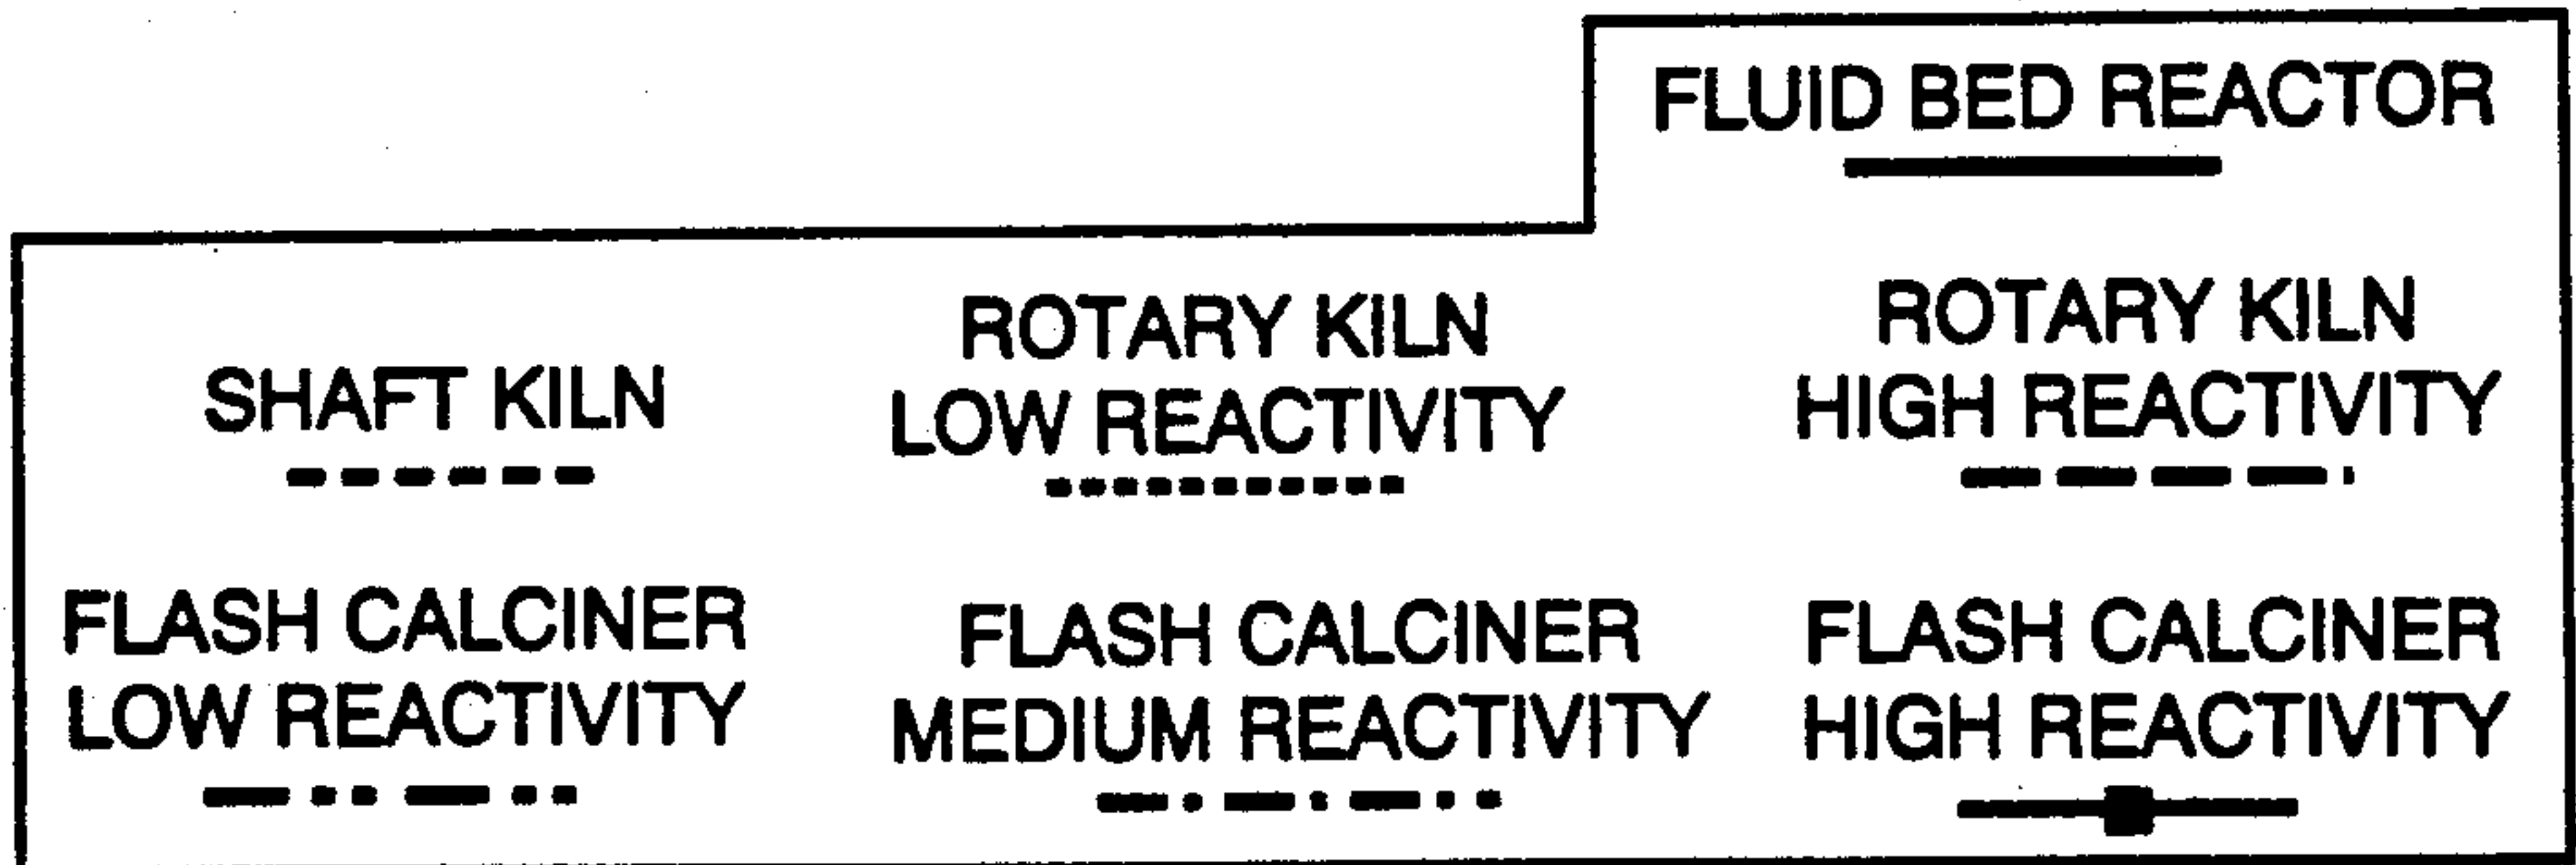 FLUID BED REACTOR
SHAFT KILN
ROTARY KILN
LOW REACTIVITY
ROTARY KILN
HIGH REACTIVITY
FLASH CALCINER
LOW REACTIVITY
FLASH CALCINER
MEDIUM REACTIVITY
FLASH CALCINER
HIGH REACTIVITY